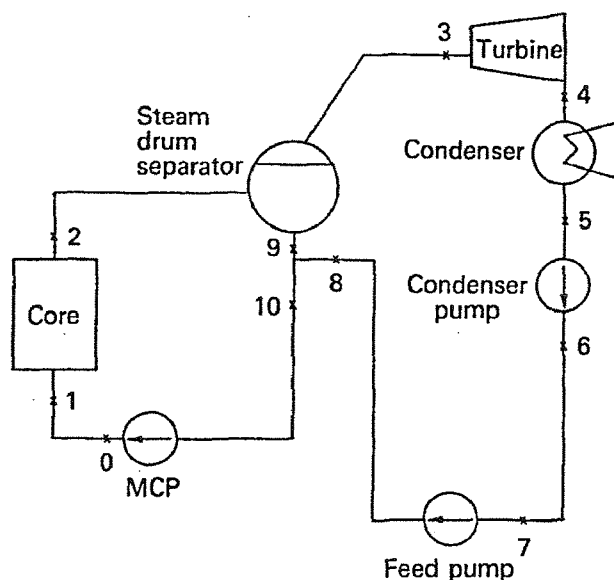 3
Turbine
4
Steam
drum
separator
Condenser
2
9
5
8
Core
10
Condenser
pump
6
1
0
MCP
7
Feed pump